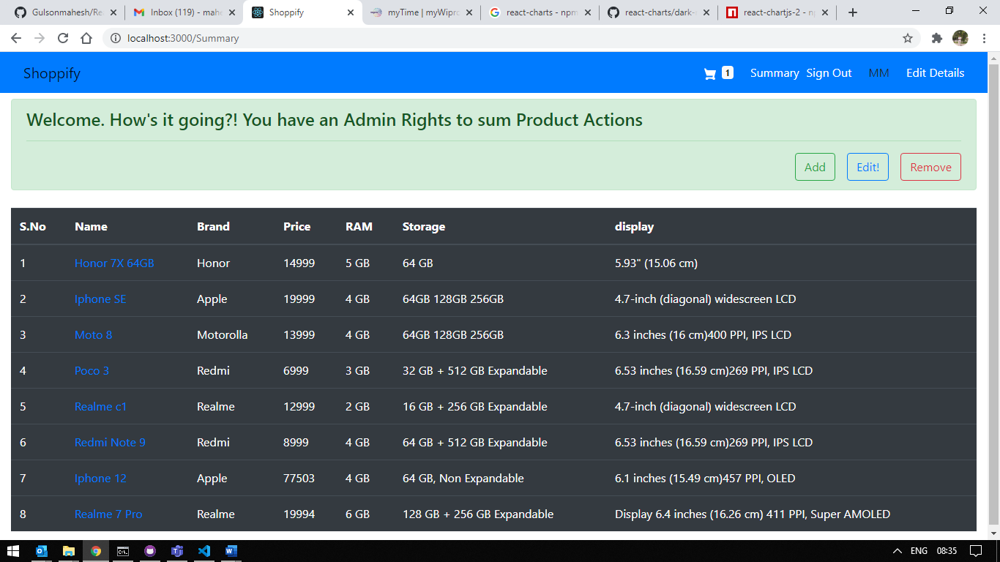 Gulsonmahesh/Re
Inbox (119) - mahe
Shoppify
myTime | myWipro
react-charts - npm
react-charts/dark-
react-chartjs-2 - n
localhost:3000/Summary
Shoppify
1
Summary Sign Out MM Edit Details
Welcome. How's it going?! You have an Admin Rights to sum Product Actions
Add Edit! Remove
S.No Name Brand Price RAM Storage display
1 Honor 7X 64GB Honor 14999 5 GB 64 GB 5.93" (15.06 cm)
2 Iphone SE Apple 19999 4 GB 64GB 128GB 256GB 4.7-inch (diagonal) widescreen LCD
3 Moto 8 Motorolla 13999 4 GB 64GB 128GB 256GB 6.3 inches (16 cm)400 PPI, IPS LCD
4 Poco 3 Redmi 6999 3 GB 32 GB + 512 GB Expandable 6.53 inches (16.59 cm)269 PPI, IPS LCD
5 Realme c1 Realme 12999 2 GB 16 GB + 256 GB Expandable 4.7-inch (diagonal) widescreen LCD
6 Redmi Note 9 Redmi 8999 4 GB 64 GB + 512 GB Expandable 6.53 inches (16.59 cm)269 PPI, IPS LCD
7 Iphone 12 Apple 77503 4 GB 64 GB, Non Expandable 6.1 inches (15.49 cm)457 PPI, OLED
8 Realme 7 Pro Realme 19994 6 GB 128 GB + 256 GB Expandable Display 6.4 inches (16.26 cm) 411 PPI, Super AMOLED
ENG 08:35